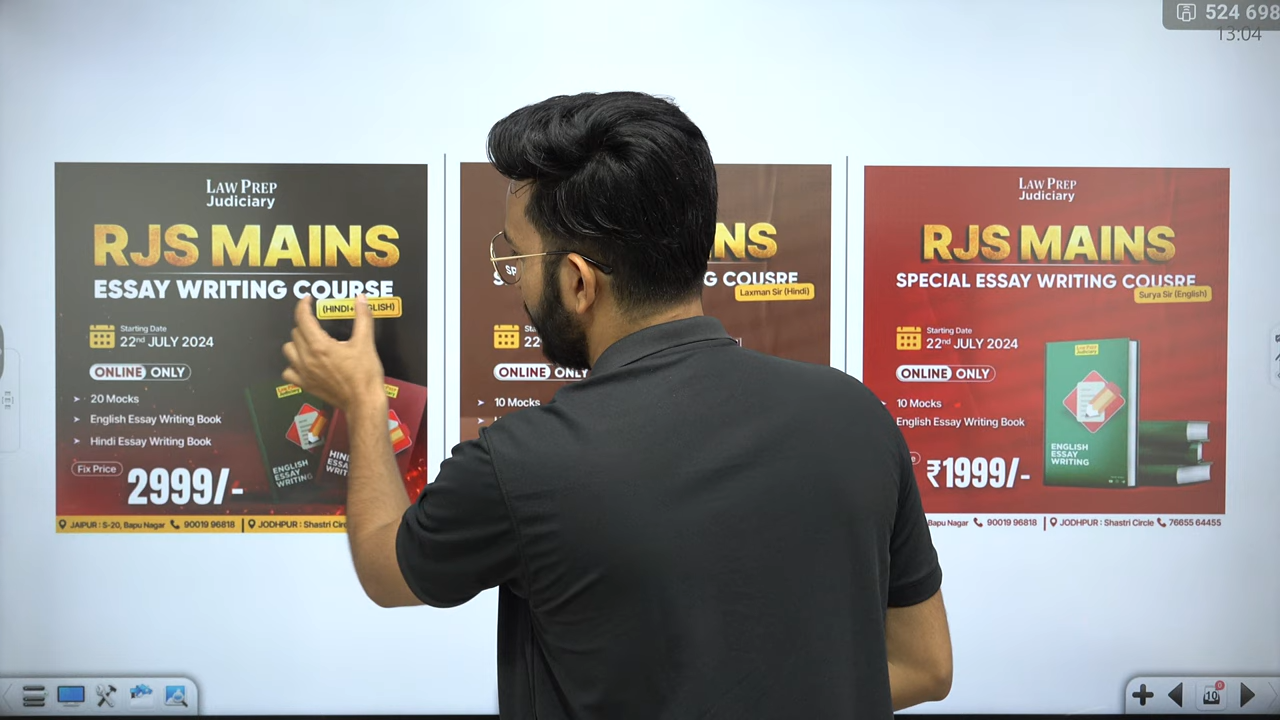 524 698
13:04
LAW PREP
Judiciary
RJS MAINS
ESSAY WRITING COURSE
Starting Date
22nd JULY 2024
ONLINE ONLY
20 Mocks
English Essay Writing Book
Hindi Essay Writing Book
Fix Price
2999/-
ENGLISH
ESSAY
WRITING
JAIPUR : S-20, Bapu Nagar 90019 96818 JODHPUR : Shastri
Laxman Sir (Hindi)
22
ONLINE
10 Mocks
LAW PREP
Judiciary
RJS MAINS
SPECIAL ESSAY WRITING COUSRE
Surya Sir (English)
Starting Date
22nd JULY 2024
ONLINE ONLY
10 Mocks
English Essay Writing Book
₹1999/-
ENGLISH
ESSAY
WRITING
Bapu Nagar 90019 96818 JODHPUR : Shastri Circle 76655 64455
10